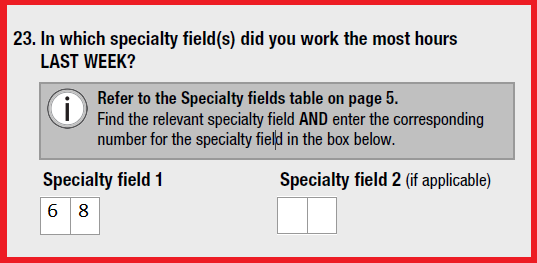 23. In which specialty field(s) did you work the most hours
LAST WEEK?
i
Refer to the Specialty fields table on page 5.
Find the relevant specialty field AND enter the corresponding
number for the specialty field in the box below.
Specialty field 1 Specialty field 2 (if applicable)
6 8